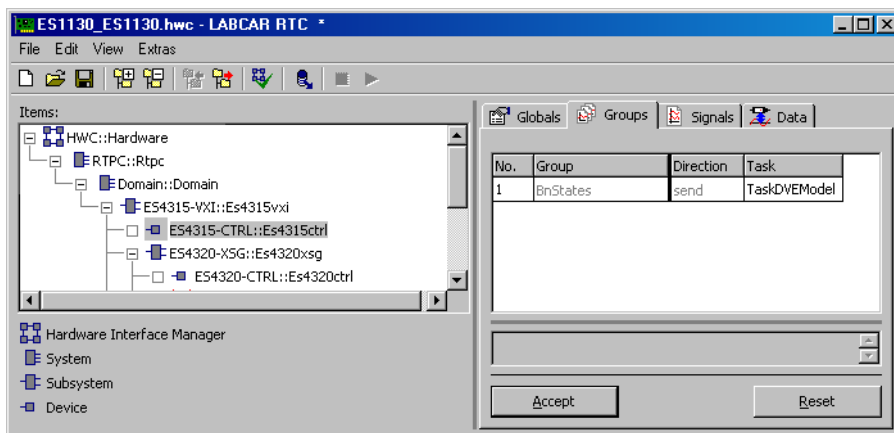 ES1130_ES1130.hwc - LABCAR RTC *
File Edit View Extras
Items:
HWC::Hardware
RTPC::Rtpc
Domain::Domain
ES4315-VXI::Es4315vxi
ES4315-CTRL::Es4315ctrl
ES4320-XSG::Es4320xsg
ES4320-CTRL::Es4320ctrl
Hardware Interface Manager
System
Subsystem
Device
Globals Groups Signals Data
No. Group Direction Task
1 BnStates send TaskDVEModel
Accept Reset